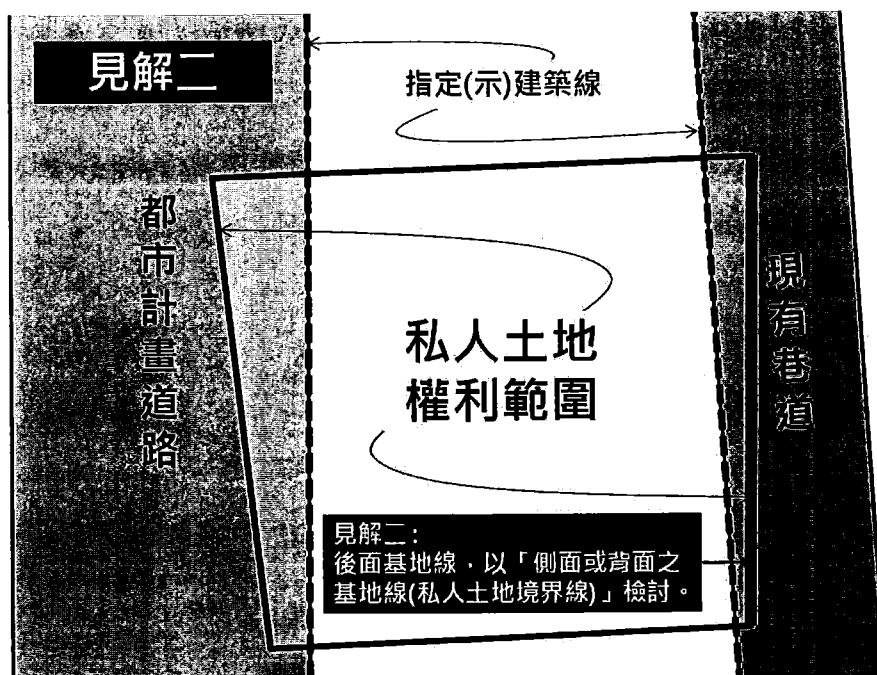 見解二
指定(示)建築線
都市計畫道路
現有巷道
私人土地
權利範圍
見解二：
後面基地線，以「側面或背面之
基地線(私人土地境界線)」檢討。